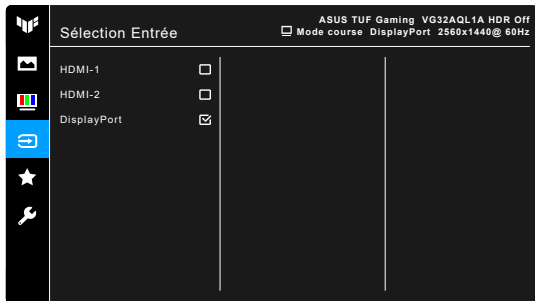 ASUS TUF Gaming VG32AQL1A HDR Off
Sélection Entrée
Mode course DisplayPort 2560x1440@ 60Hz
HDMI-1
HDMI-2
DisplayPort